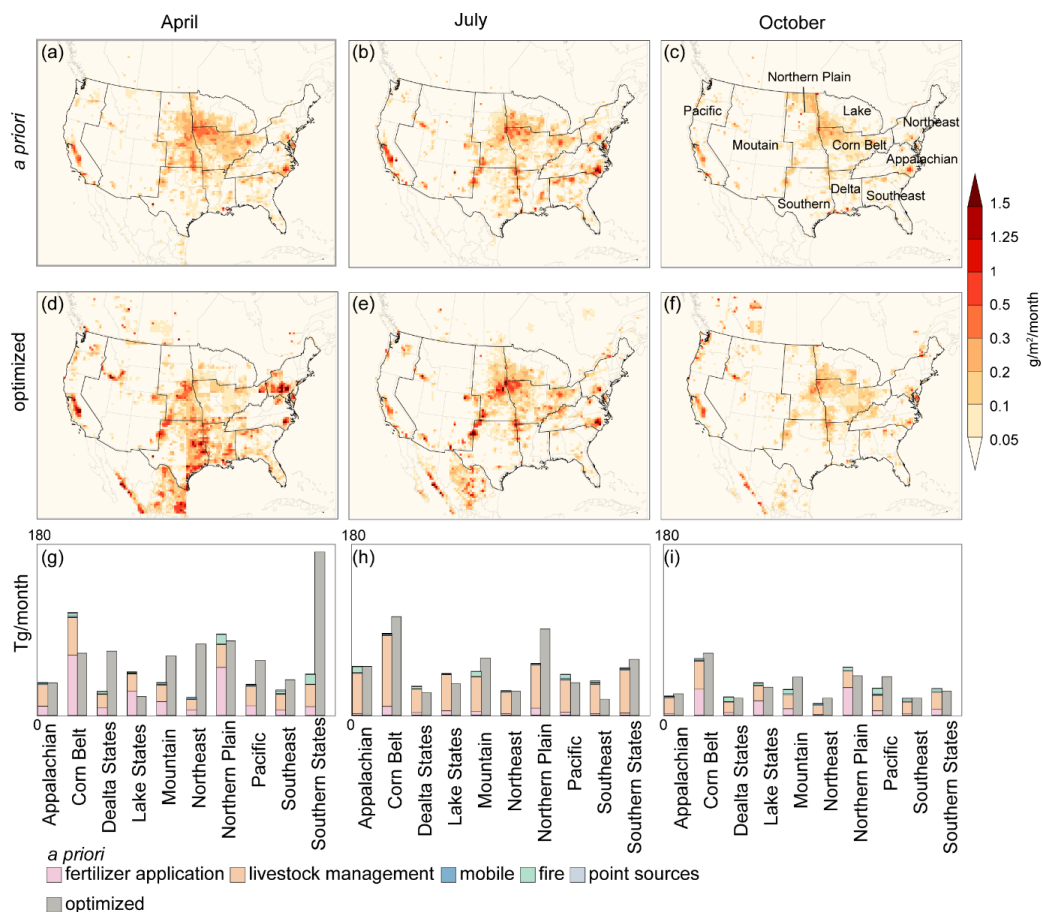 April
July
October
a priori
(a)
(b)
(c)
Northern Plain
Pacific
Lake
Northeast
Moutain
Corn Belt
Appalachian
Delta
Southern
Southeast
1.5
1.25
1
0.5
0.3
0.2
0.1
0.05
g/m²/month
optimized
(d)
(e)
(f)
180
180
Tg/month
(g)
(h)
(i)
0
0
Appalachian
Corn Belt
Dealta States
Lake States
Mountain
Northeast
Northern Plain
Pacific
Southeast
Southern States
Appalachian
Corn Belt
Dealta States
Lake States
Mountain
Northeast
Northern Plain
Pacific
Southeast
Southern States
Appalachian
Corn Belt
Dealta States
Lake States
Mountain
Northeast
Northern Plain
Pacific
Southeast
Southern States
a priori
fertilizer application livestock management mobile fire point sources
optimized